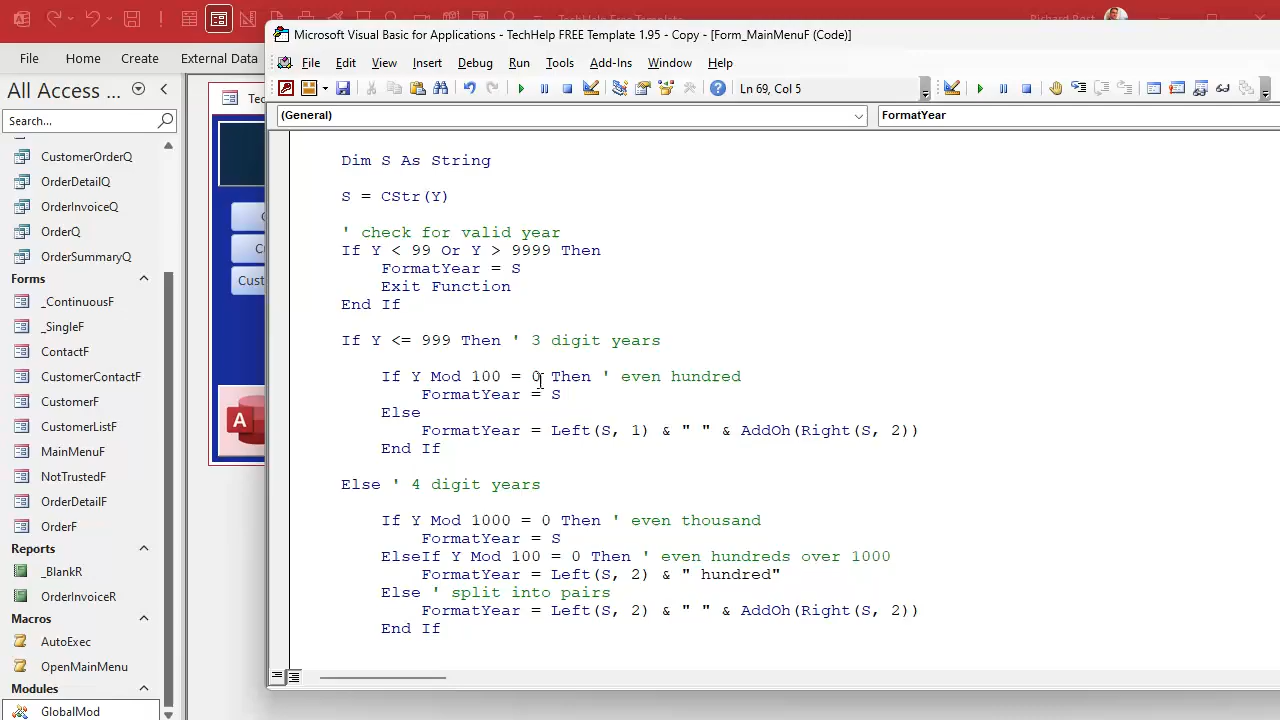 TechHelp Free Template
Richard Rost
Microsoft Visual Basic for Applications - TechHelp FREE Template 1.95 - Copy - [Form_MainMenuF (Code)]
File Home Create External Data
File Edit View Insert Debug Run Tools Add-Ins Window Help
All Access ...
Ln 69, Col 5
Search...
(General)
FormatYear
CustomerOrderQ
OrderDetailQ
OrderInvoiceQ
OrderQ
OrderSummaryQ
Forms
_ContinuousF
_SingleF
ContactF
CustomerContactF
CustomerF
CustomerListF
MainMenuF
NotTrustedF
OrderDetailF
OrderF
Reports
_BlankR
OrderInvoiceR
Macros
AutoExec
OpenMainMenu
Modules
GlobalMod
Cust
A
Dim S As String
S = CStr(Y)
' check for valid year
If Y < 99 Or Y > 9999 Then
FormatYear = S
Exit Function
End If
If Y <= 999 Then ' 3 digit years
If Y Mod 100 = 0 Then ' even hundred
FormatYear = S
Else
FormatYear = Left(S, 1) & " " & AddOh(Right(S, 2))
End If
Else ' 4 digit years
If Y Mod 1000 = 0 Then ' even thousand
FormatYear = S
ElseIf Y Mod 100 = 0 Then ' even hundreds over 1000
FormatYear = Left(S, 2) & " hundred"
Else ' split into pairs
FormatYear = Left(S, 2) & " " & AddOh(Right(S, 2))
End If